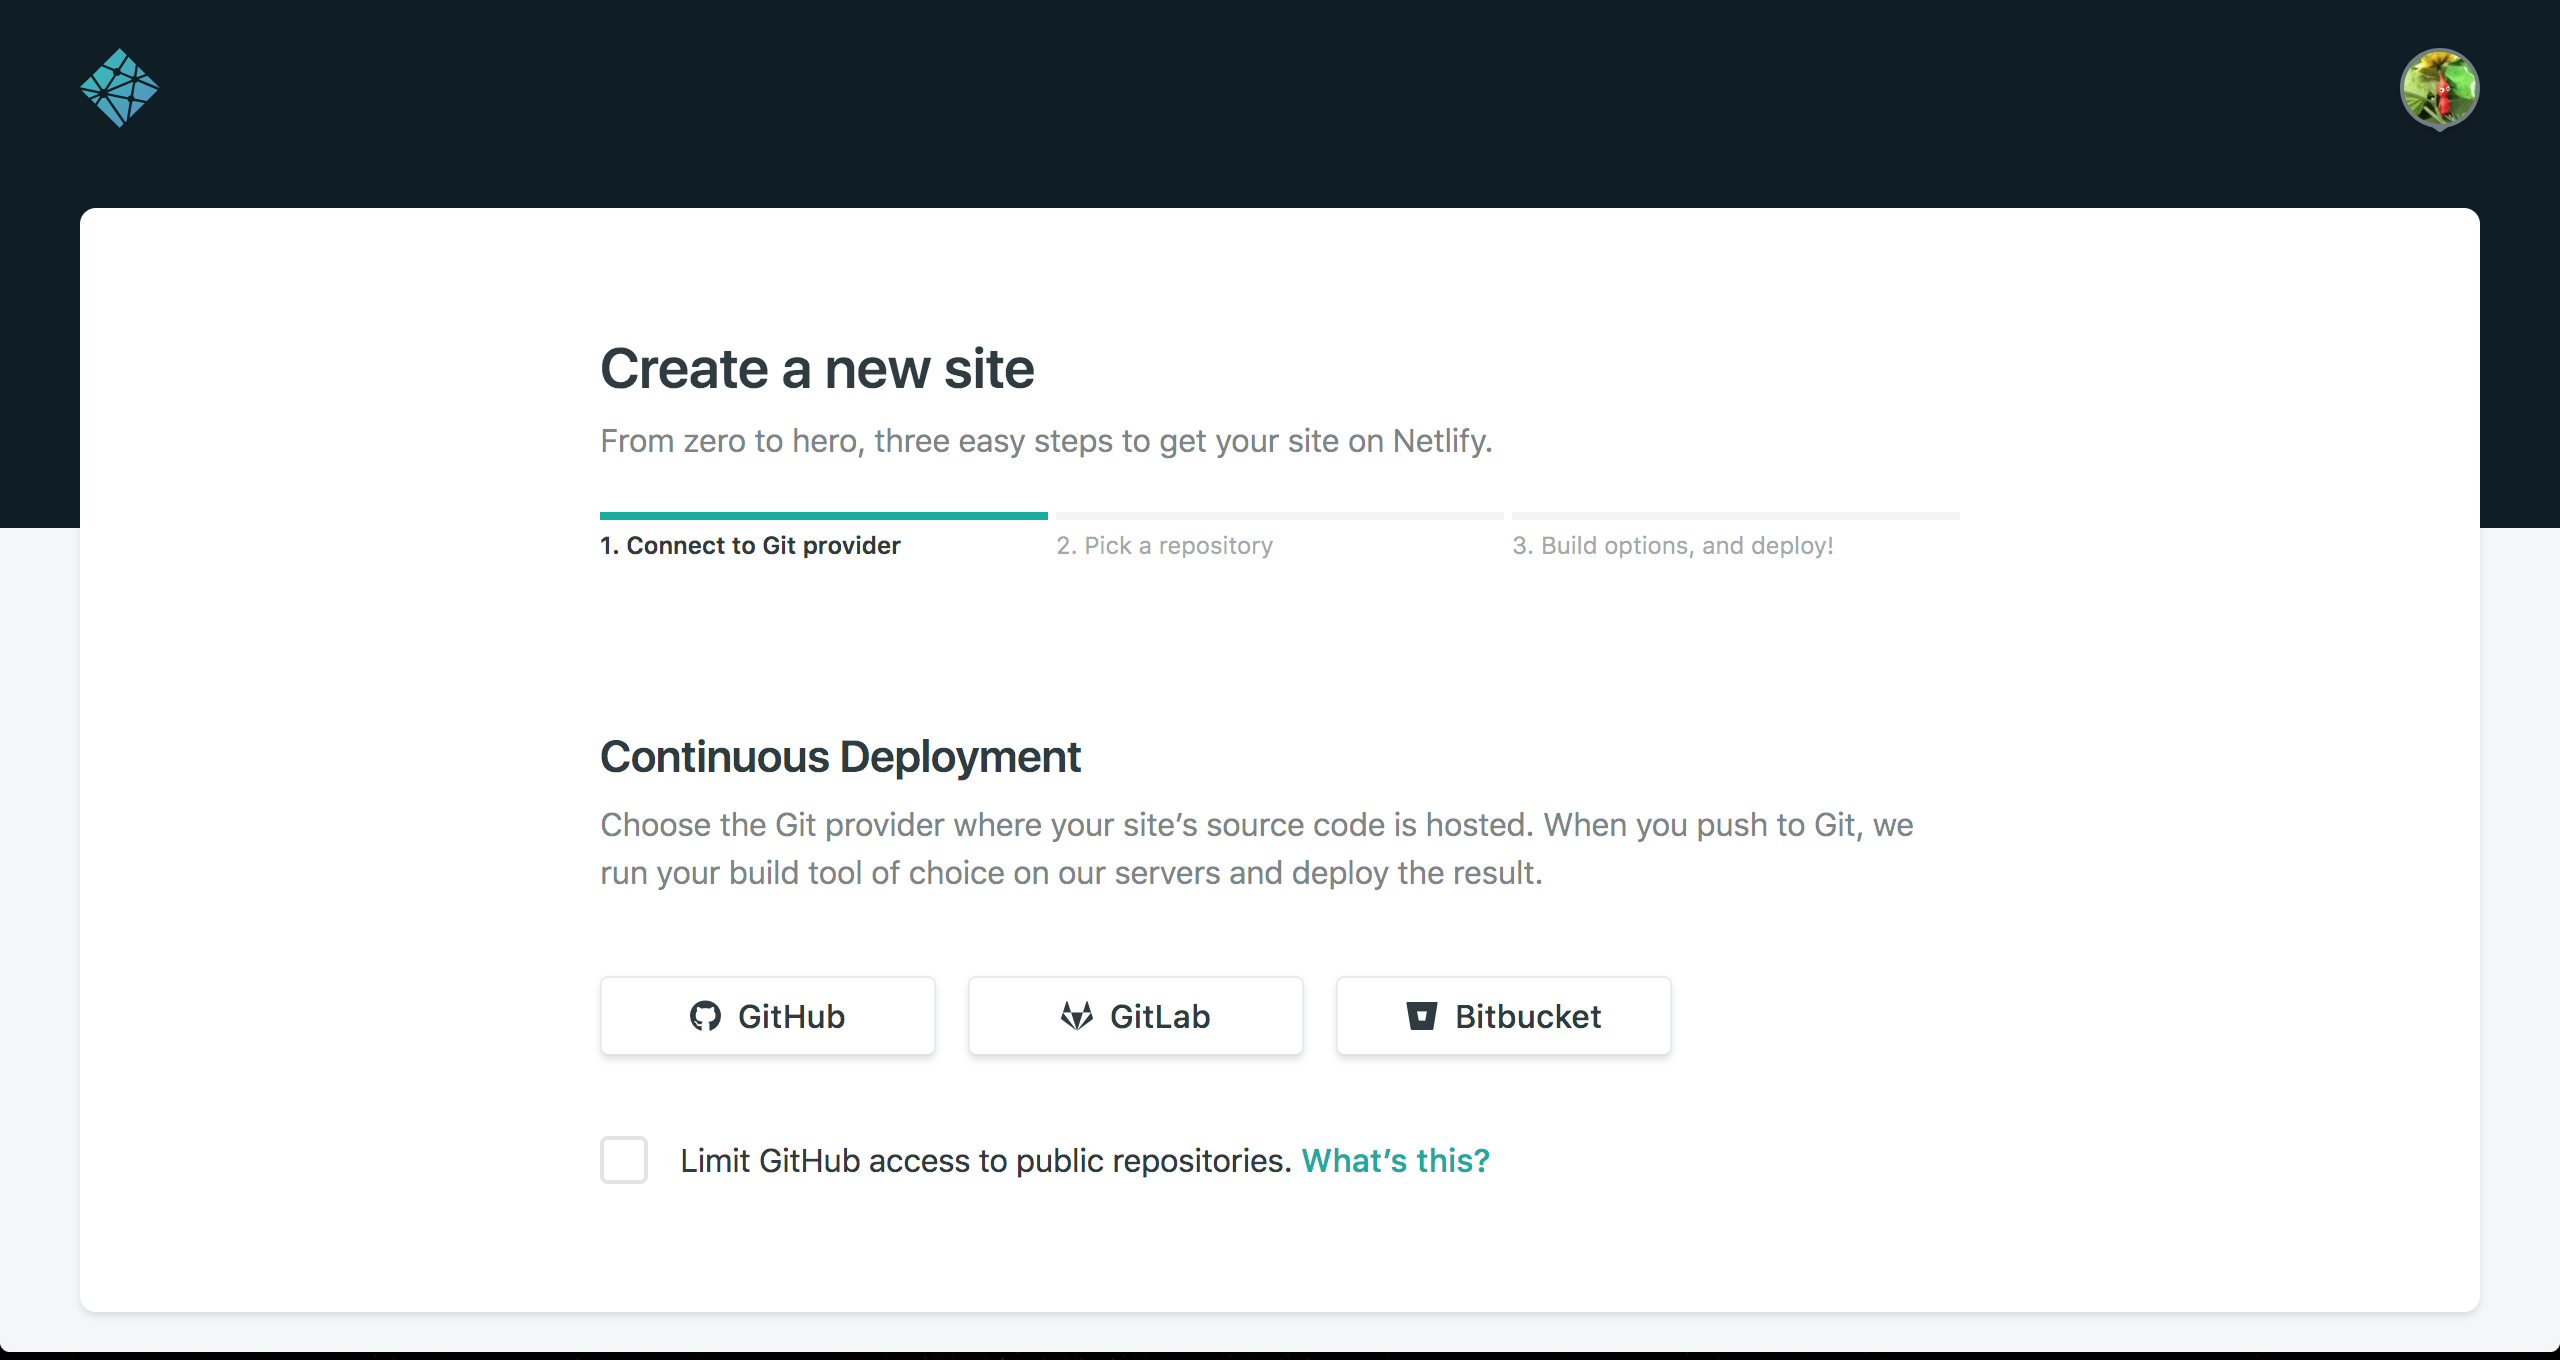 Create a new site
From zero to hero, three easy steps to get your site on Netlify.
1. Connect to Git provider
2. Pick a repository
3. Build options, and deploy!
Continuous Deployment
Choose the Git provider where your site’s source code is hosted. When you push to Git, we
run your build tool of choice on our servers and deploy the result.
GitHub
GitLab
Bitbucket
Limit GitHub access to public repositories. What’s this?